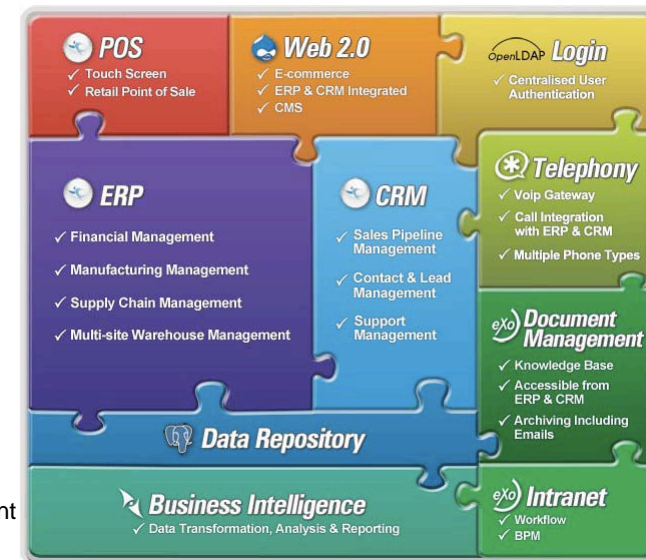 POS
✓ Touch Screen
✓ Retail Point of Sale
Web 2.0
✓ E-commerce
✓ ERP & CRM Integrated
✓ CMS
OpenLDAP Login
✓ Centralised User
Authentication
Telephony
✓ Voip Gateway
✓ Call Integration
with ERP & CRM
✓ Multiple Phone Types
ERP
✓ Financial Management
✓ Manufacturing Management
✓ Supply Chain Management
✓ Multi-site Warehouse Management
CRM
✓ Sales Pipeline
Management
✓ Contact & Lead
Management
✓ Support
Management
eXo Document
Management
✓ Knowledge Base
✓ Accessible from
ERP & CRM
✓ Archiving Including
Emails
Data Repository
Business Intelligence
✓ Data Transformation, Analysis & Reporting
eXo Intranet
✓ Workflow
✓ BPM
nt